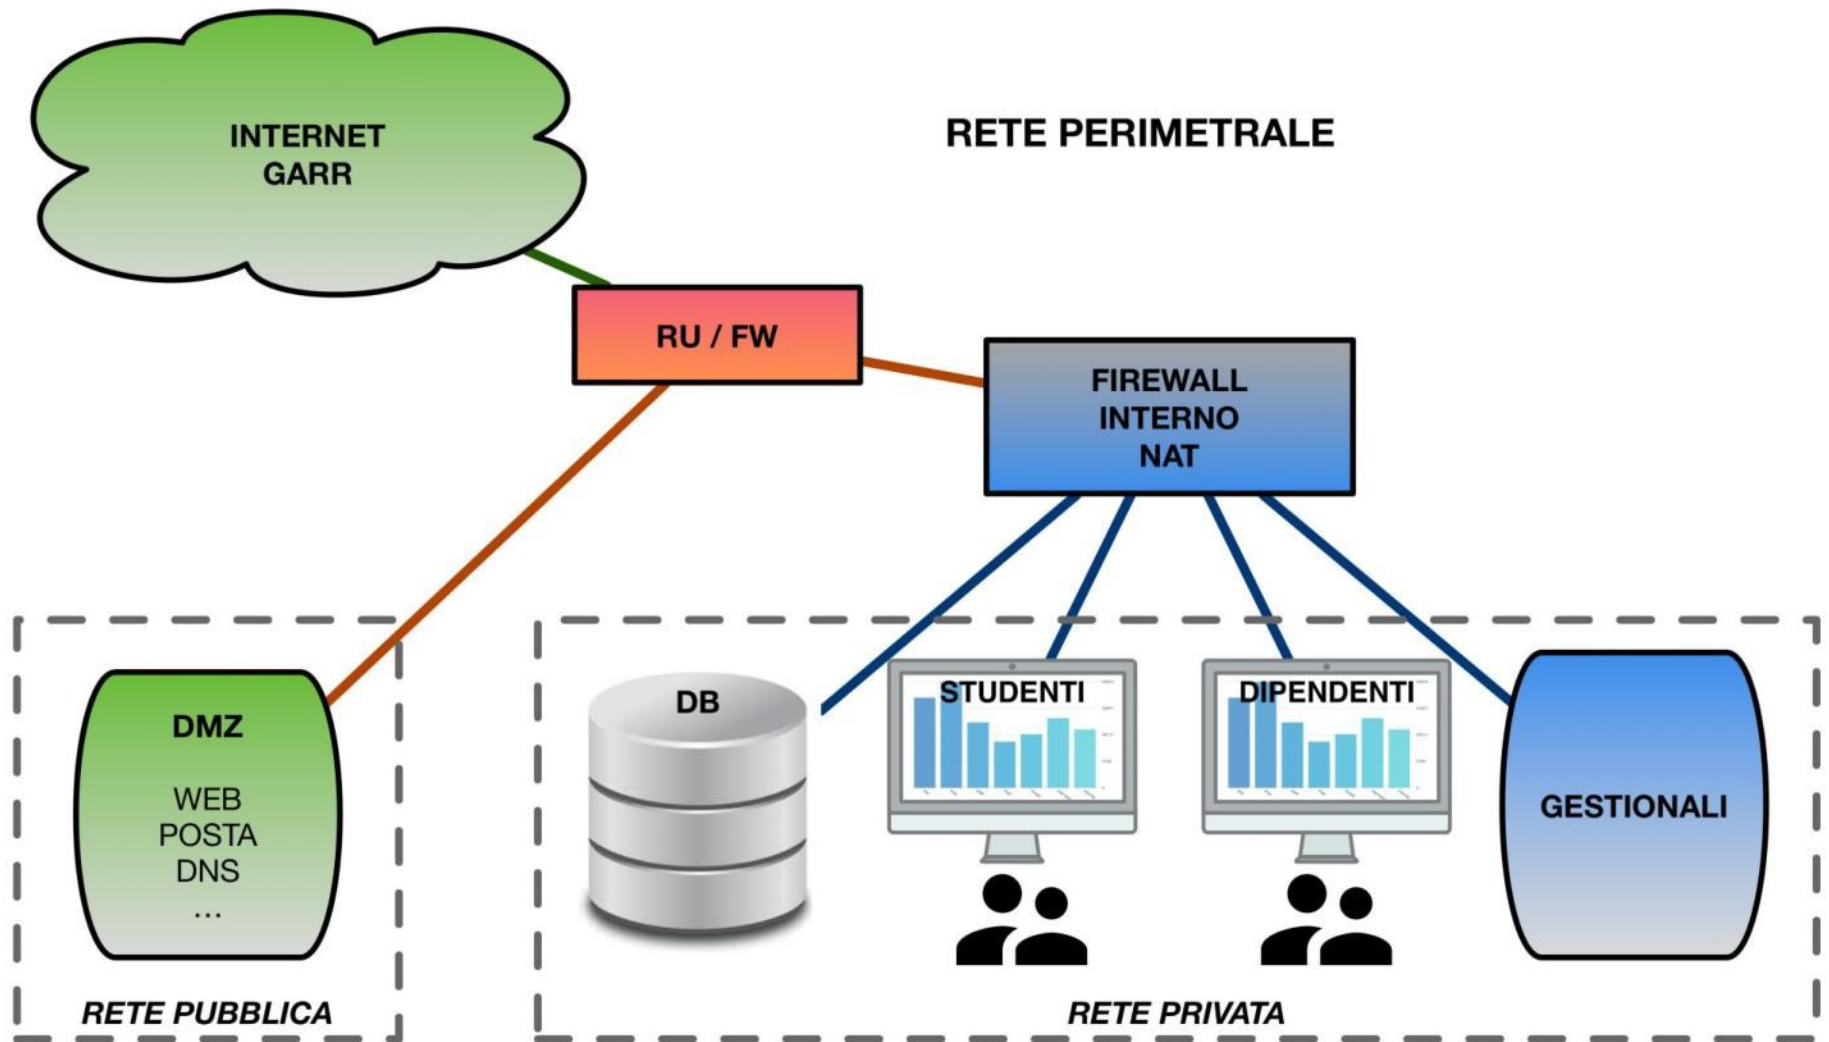 INTERNET
GARR
RETE PERIMETRALE
RU / FW
FIREWALL
INTERNO
NAT
DMZ
WEB
POSTA
DNS
...
RETE PUBBLICA
DB
STUDENTI
DIPENDENTI
GESTIONALI
RETE PRIVATA